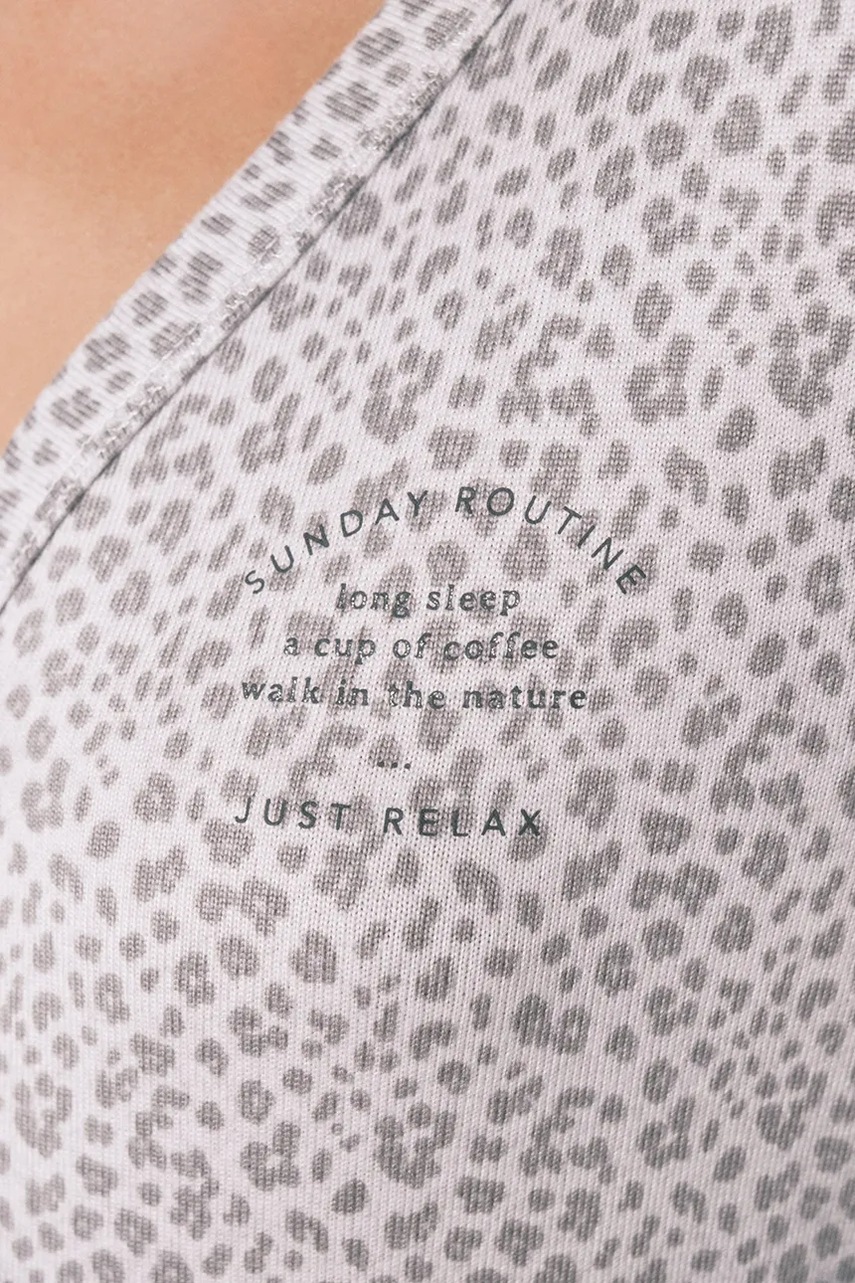 SUNDAY ROUTINE
long sleep
a cup of coffee
walk in the nature
...
JUST RELAX